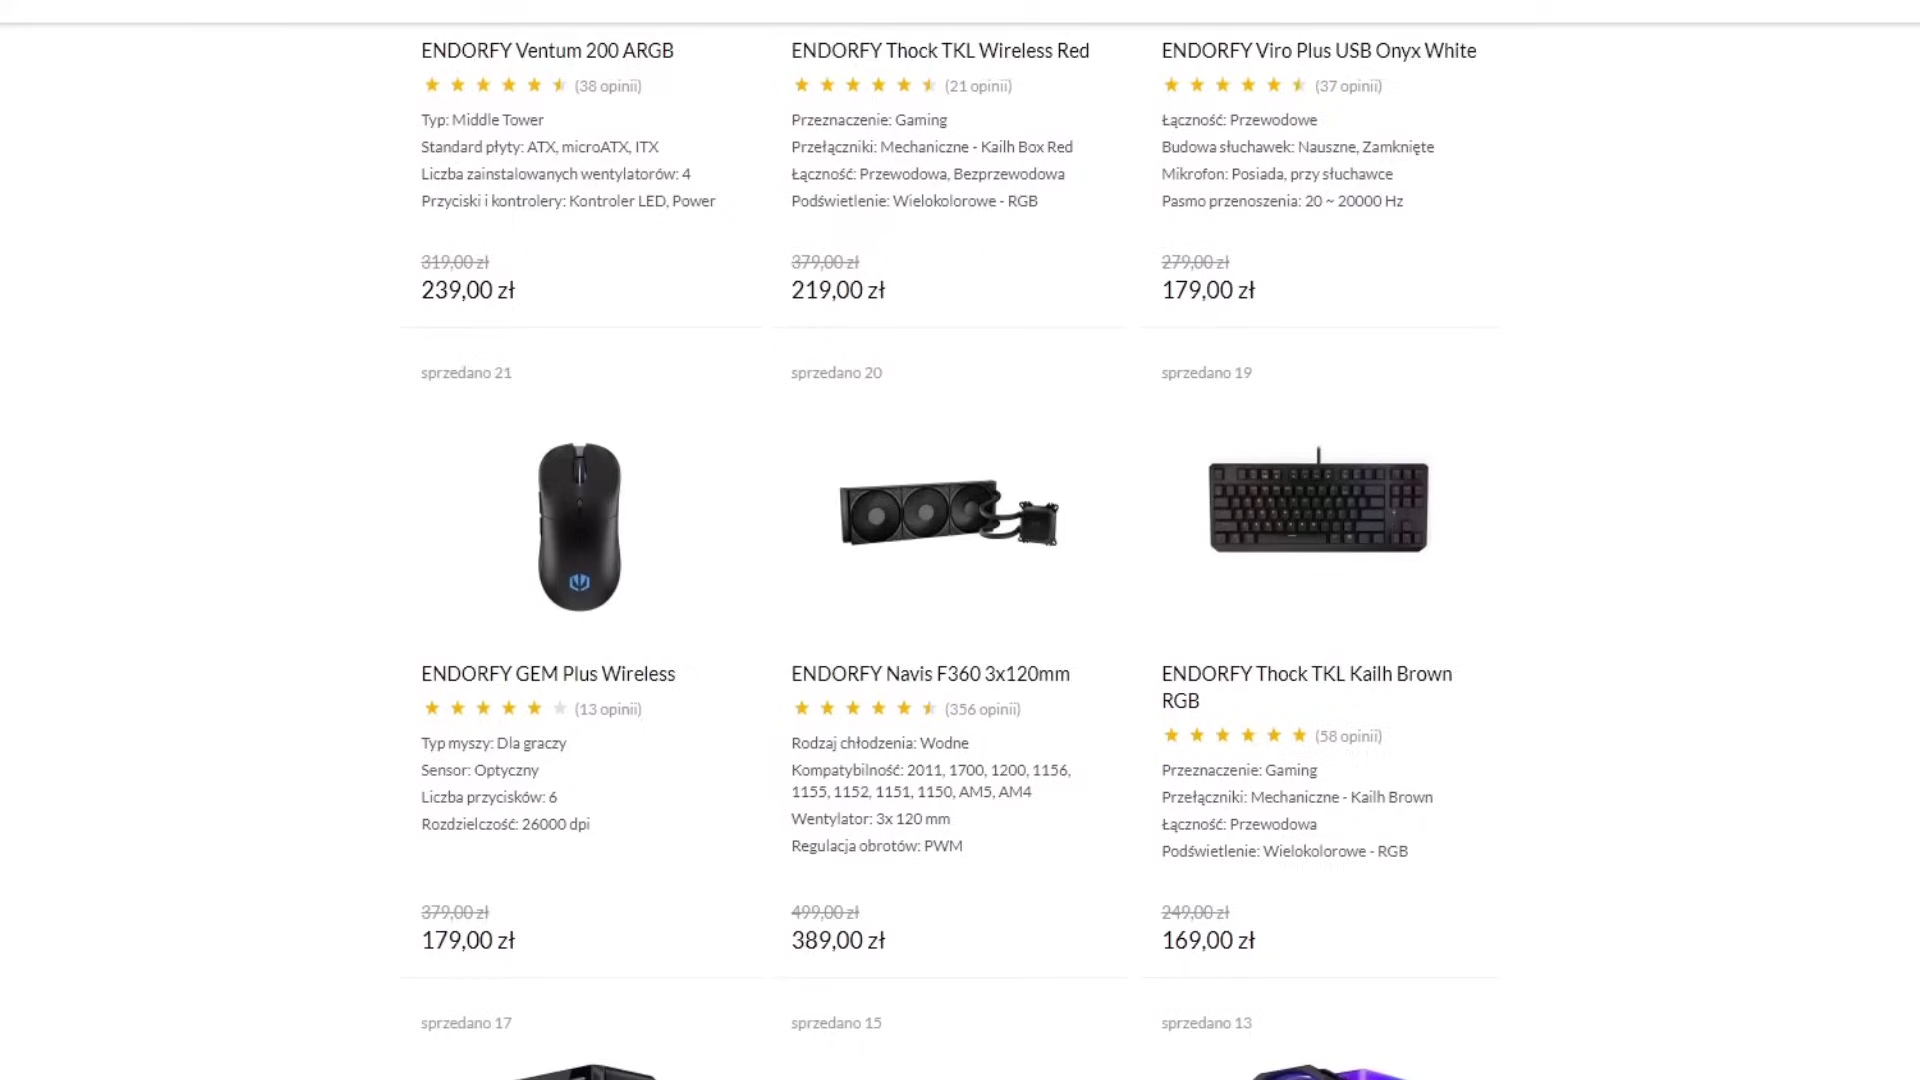 ENDORFY Ventum 200 ARGB
(38 opinii)
Typ: Middle Tower
Standard płyty: ATX, microATX, ITX
Liczba zainstalowanych wentylatorów: 4
Przyciski i kontrolery: Kontroler LED, Power
319,00 zł
239,00 zł
ENDORFY Thock TKL Wireless Red
(21 opinii)
Przeznaczenie: Gaming
Przełączniki: Mechaniczne - Kailh Box Red
Łączność: Przewodowa, Bezprzewodowa
Podświetlenie: Wielokolorowe - RGB
379,00 zł
219,00 zł
ENDORFY Viro Plus USB Onyx White
(37 opinii)
Łączność: Przewodowe
Budowa słuchawek: Nauszne, Zamknięte
Mikrofon: Posiada, przy słuchawce
Pasmo przenoszenia: 20 ~ 20000 Hz
279,00 zł
179,00 zł
sprzedano 21
ENDORFY GEM Plus Wireless
(13 opinii)
Typ myszy: Dla graczy
Sensor: Optyczny
Liczba przycisków: 6
Rozdzielczość: 26000 dpi
379,00 zł
179,00 zł
sprzedano 20
ENDORFY Navis F360 3x120mm
(356 opinii)
Rodzaj chłodzenia: Wodne
Kompatybilność: 2011, 1700, 1200, 1156,
1155, 1152, 1151, 1150, AM5, AM4
Wentylator: 3x 120 mm
Regulacja obrotów: PWM
499,00 zł
389,00 zł
sprzedano 19
ENDORFY Thock TKL Kailh Brown
RGB
(58 opinii)
Przeznaczenie: Gaming
Przełączniki: Mechaniczne - Kailh Brown
Łączność: Przewodowa
Podświetlenie: Wielokolorowe - RGB
249,00 zł
169,00 zł
sprzedano 17
sprzedano 15
sprzedano 13